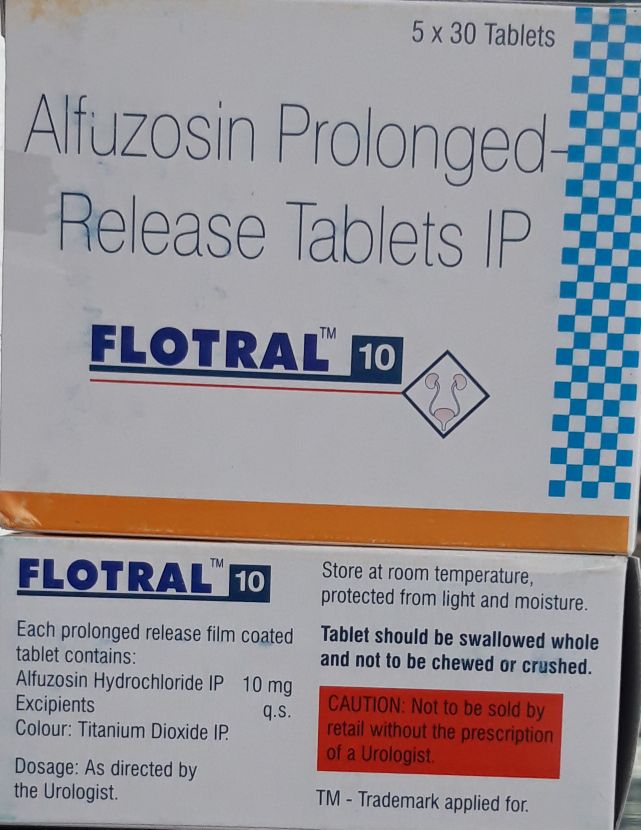 5 x 30 Tablets
Alfuzosin Prolonged-
Release Tablets IP
FLOTRAL™ 10
FLOTRAL™ 10
Each prolonged release film coated
tablet contains:
Alfuzosin Hydrochloride IP 10 mg
Excipients q.s.
Colour: Titanium Dioxide IP.
Dosage: As directed by
the Urologist.
Store at room temperature,
protected from light and moisture.
Tablet should be swallowed whole
and not to be chewed or crushed.
CAUTION: Not to be sold by
retail without the prescription
of a Urologist.
TM - Trademark applied for.